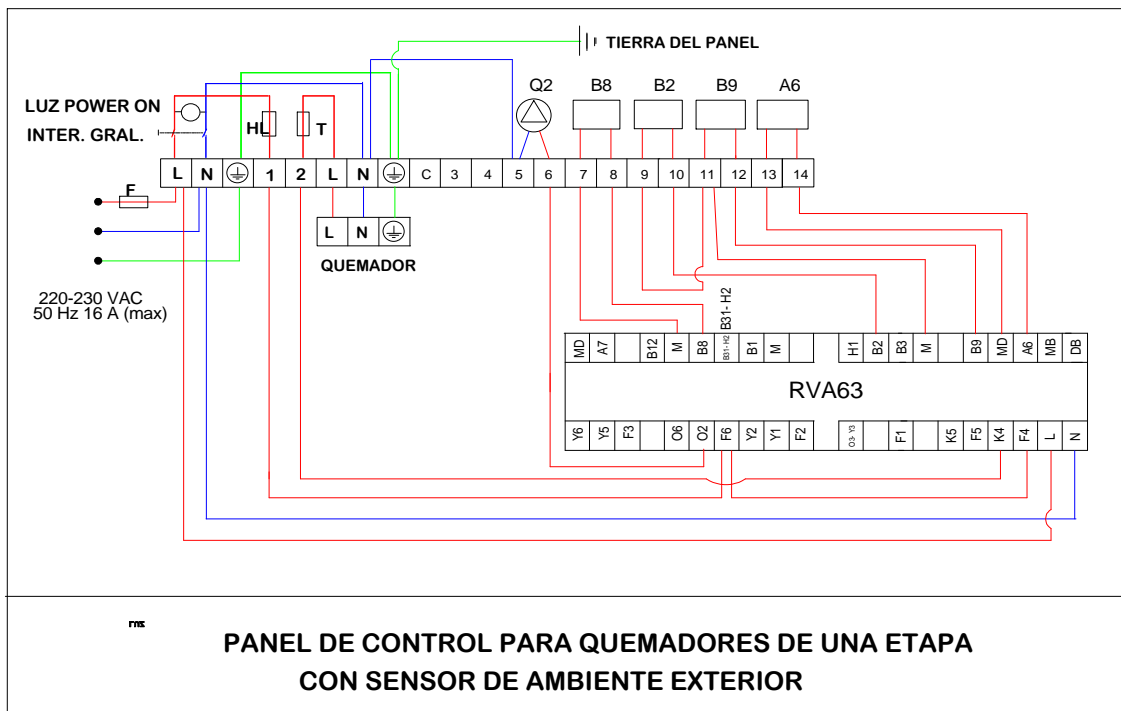 TIERRA DEL PANEL
Q2 B8 B2 B9 A6
LUZ POWER ON
INTER. GRAL.
HL T
L N 1 2 L N C 3 4 5 6 7 8 9 10 11 12 13 14
F
L N
QUEMADOR
220-230 VAC
50 Hz 16 A (max)
B31- H2
MD A7 B12 M B8 B31- H2 B1 M H1 B2 B3 M B9 MD A6 MB DB
RVA63
Y6 Y5 F3 O6 O2 F6 Y2 Y1 F2 O3- Y3 F1 K5 F5 K4 F4 L N
rms
PANEL DE CONTROL PARA QUEMADORES DE UNA ETAPA
CON SENSOR DE AMBIENTE EXTERIOR